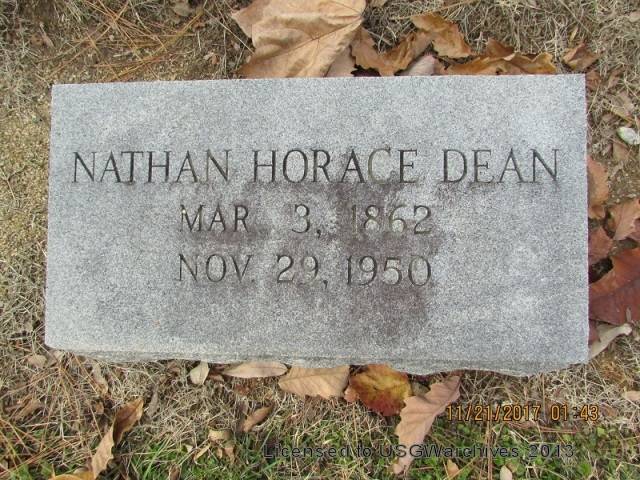 NATHAN HORACE DEAN
MAR 3, 1862
NOV. 29, 1950
11/21/2017 01:43
Licensed to USGWarchives 2013